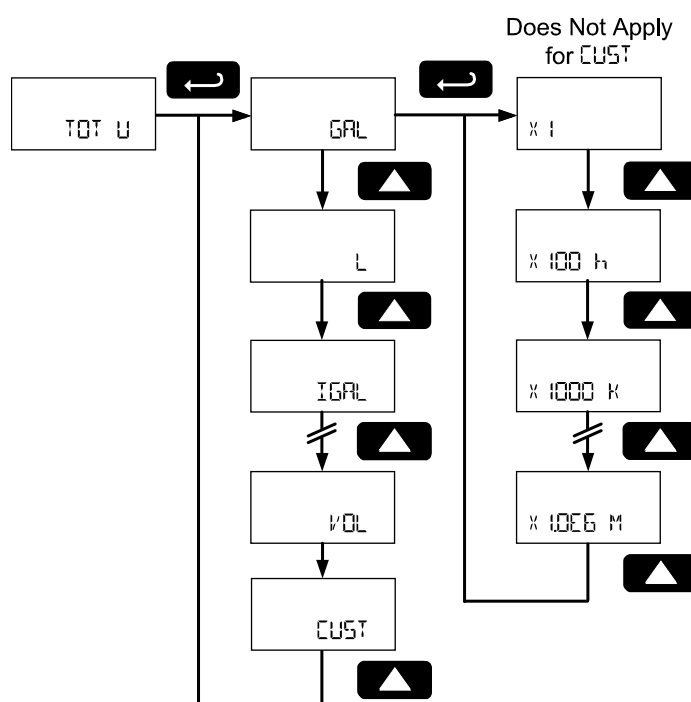 Does Not Apply
for CUST
TOT U
GAL
X 1
L
X 100 h
IGAL
X 1000 K
VOL
X 1.0E6 M
CUST